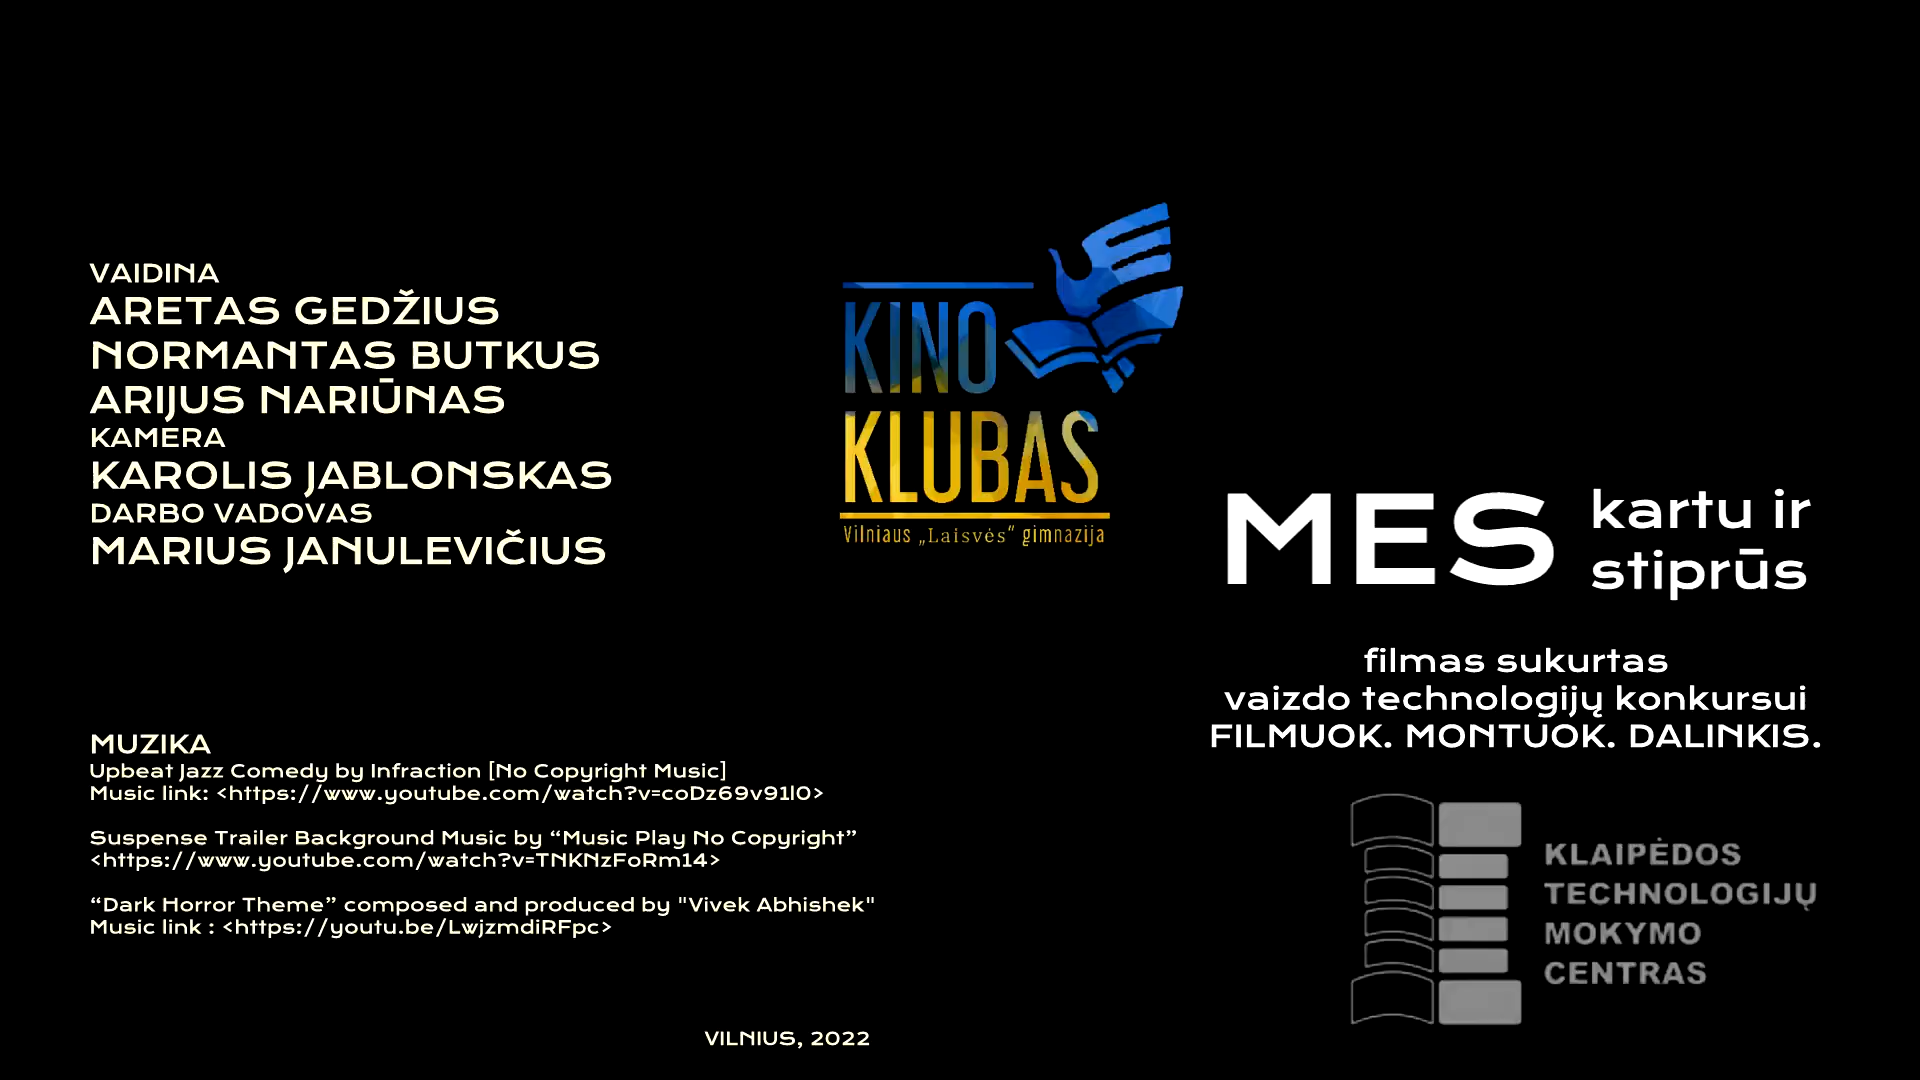 VAIDINA
ARETAS GEDŽIUS
NORMANTAS BUTKUS
ARIJUS NARIŪNAS
KAMERA
KAROLIS JABLONSKAS
DARBO VADOVAS
MARIUS JANULEVIČIUS
MUZIKA
Upbeat Jazz Comedy by Infraction [No Copyright Music]
Music link: <https://www.youtube.com/watch?v=coDz69v91l0>
Suspense Trailer Background Music by “Music Play No Copyright”
<https://www.youtube.com/watch?v=TNKNzFoRm14>
“Dark Horror Theme” composed and produced by "Vivek Abhishek"
Music link : <https://youtu.be/LwjzmdiRFpc>
KINO
KLUBAS
Vilniaus „Laisvės“ gimnazija
MES kartu ir
stiprūs
filmas sukurtas
vaizdo technologijų konkursui
FILMUOK. MONTUOK. DALINKIS.
KLAIPĖDOS
TECHNOLOGIJŲ
MOKYMO
CENTRAS
VILNIUS, 2022